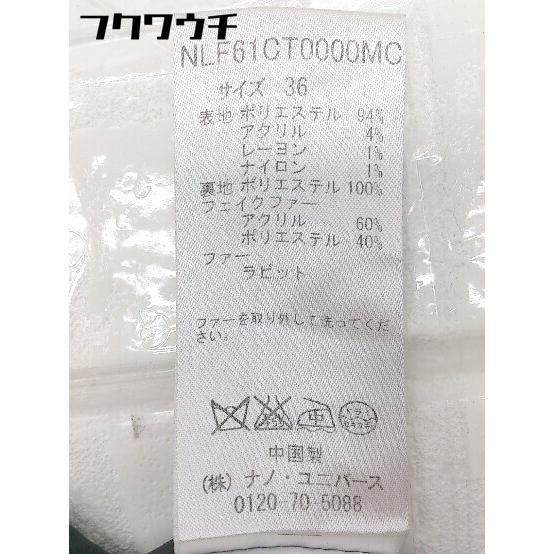 フクワウチ
NLF61CT0000MC
サイズ 36
表地 ポリエステル 94%
アクリル 4%
レーヨン 1%
ナイロン 1%
裏地 ポリエステル 100%
フェイクファー
アクリル 60%
ポリエステル 40%
ファー
ラビット
ファーを取り外して洗ってくだ
さい。
中
中国製
(株) ナノ・ユニバース
0120-70-5088